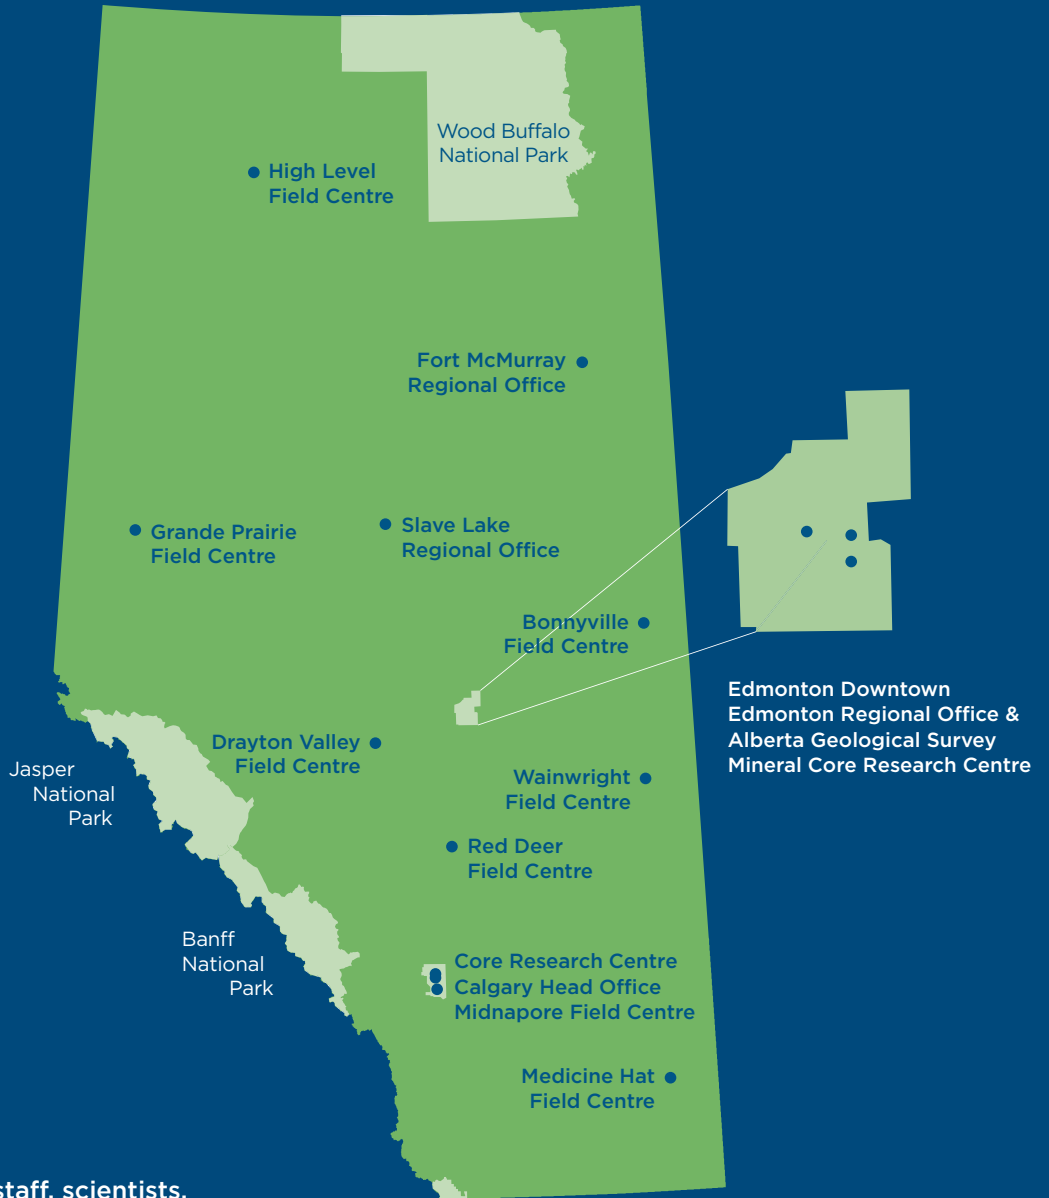 Wood Buffalo
National Park
High Level
Field Centre
Fort McMurray
Regional Office
Grande Prairie
Field Centre
Slave Lake
Regional Office
Bonnyville
Field Centre
Edmonton Downtown
Edmonton Regional Office &
Alberta Geological Survey
Mineral Core Research Centre
Drayton Valley
Field Centre
Jasper
National
Park
Wainwright
Field Centre
Red Deer
Field Centre
Banff
National
Park
Core Research Centre
Calgary Head Office
Midnapore Field Centre
Medicine Hat
Field Centre
staff, scientists,